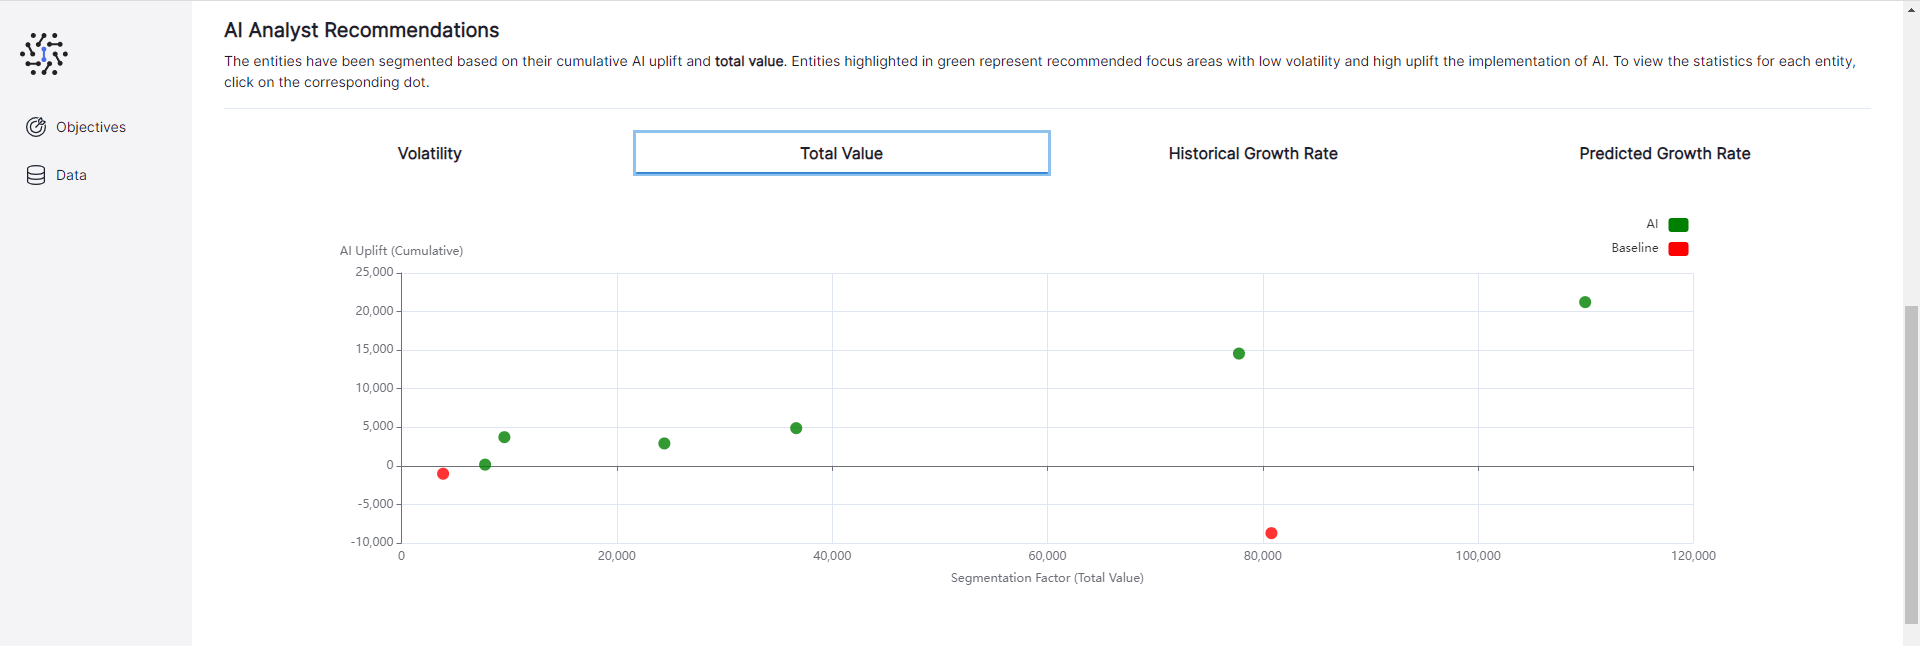 AI Analyst Recommendations
The entities have been segmented based on their cumulative AI uplift and total value. Entities highlighted in green represent recommended focus areas with low volatility and high uplift the implementation of AI. To view the statistics for each entity,
click on the corresponding dot.
Objectives
Data
Volatility
Total Value
Historical Growth Rate
Predicted Growth Rate
AI
Baseline
AI Uplift (Cumulative)
25,000
20,000
15,000
10,000
5,000
0
-5,000
-10,000
0
20,000
40,000
60,000
80,000
100,000
120,000
Segmentation Factor (Total Value)